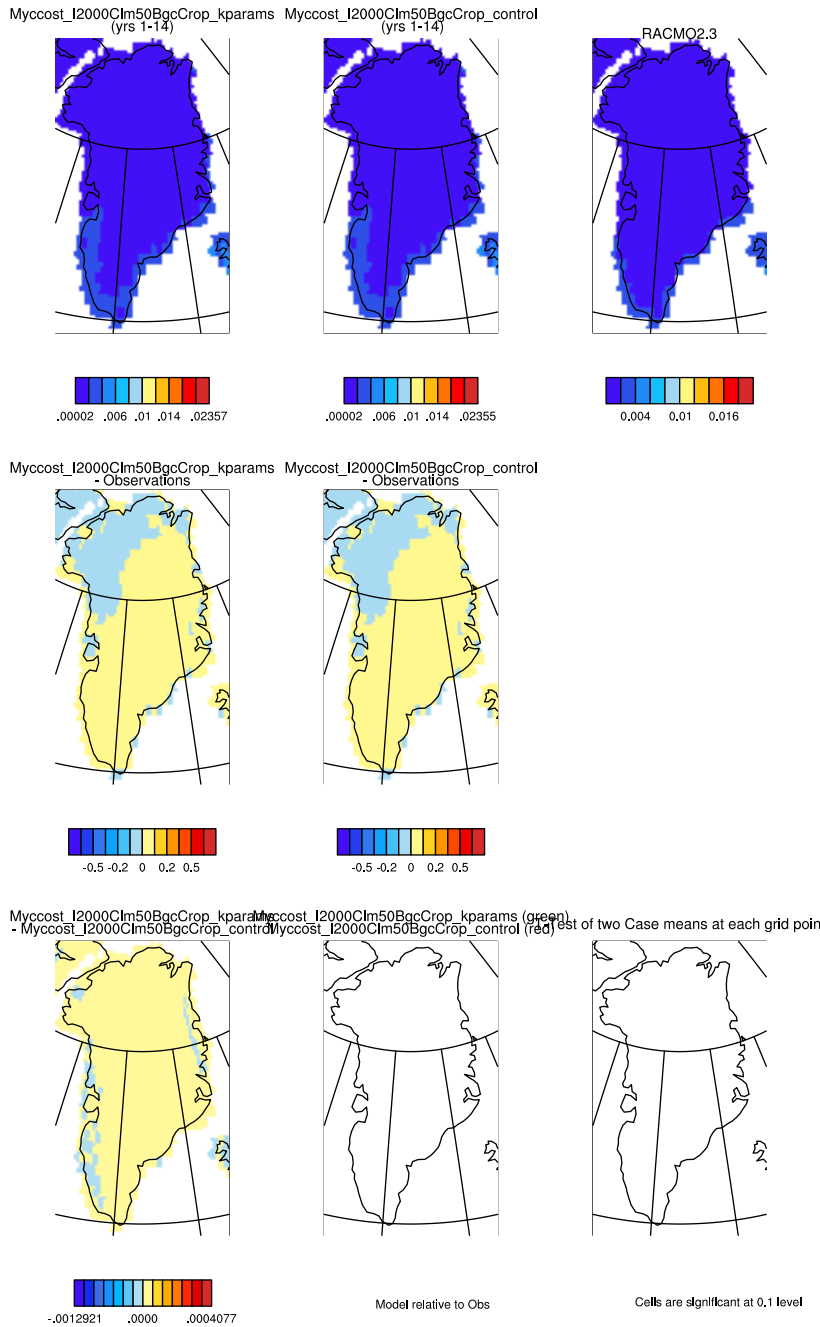 Myccost_I2000Clm50BgcCrop_kparams
(yrs 1-14)
Myccost_I2000Clm50BgcCrop_control
(yrs 1-14)
RACMO2.3
.00002 .006 .01 .014 .02357
.00002 .006 .01 .014 .02355
0.004 0.01 0.016
Myccost_I2000Clm50BgcCrop_kparams
- Observations
Myccost_I2000Clm50BgcCrop_control
- Observations
-0.5 -0.2 0 0.2 0.5
-0.5 -0.2 0 0.2 0.5
Myccost_I2000Clm50BgcCrop_kparams
- Myccost_I2000Clm50BgcCrop_control
Myccost_I2000Clm50BgcCrop_kparams (green)
Myccost_I2000Clm50BgcCrop_control (red)
T-Test of two Case means at each grid poin
-.0012921 .0000 .0004077
Model relative to Obs
Cells are significant at 0.1 level